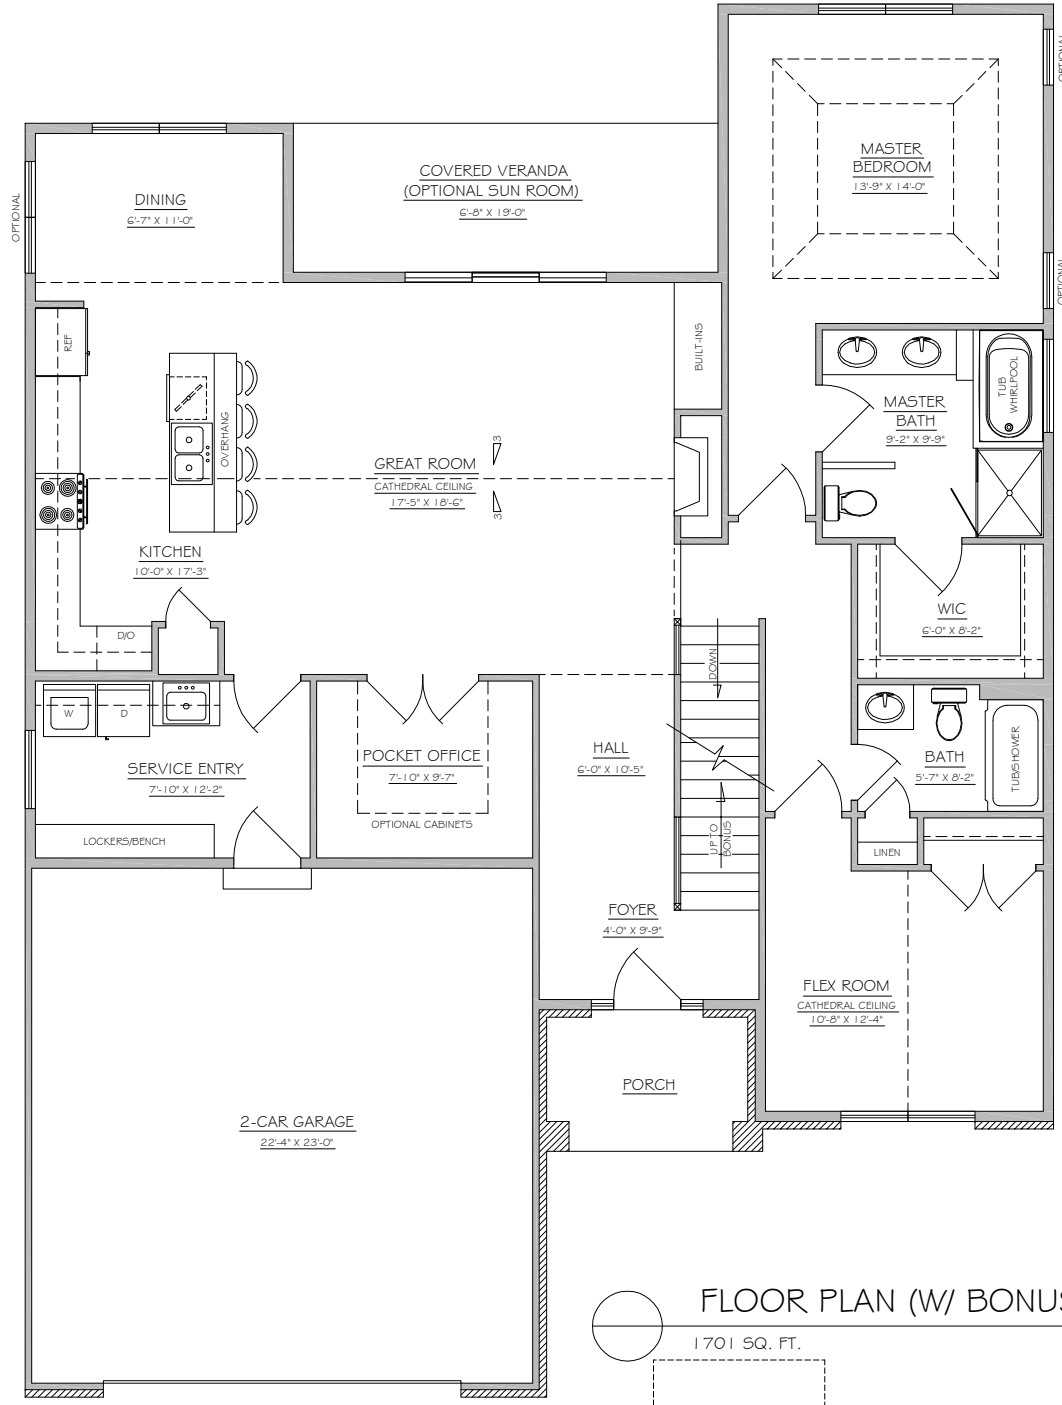 OPTIONAL
MASTER
BEDROOM
13'-9" X 14'-0"
COVERED VERANDA
(OPTIONAL SUN ROOM)
6'-8" X 19'-0"
DINING
6'-7" X 11'-0"
OPTIONAL
OPTIONAL
REF
BUILT-INS
TUB
WHIRLPOOL
MASTER
BATH
9'-2" X 9'-9"
OVERHANG
3
GREAT ROOM
CATHEDRAL CEILING
17'-5" X 18'-6"
3
KITCHEN
10'-0" X 17'-3"
WIC
6'-0" X 8'-2"
D/O
DOWN
W
D
SERVICE ENTRY
7'-10" X 12'-2"
POCKET OFFICE
7'-10" X 9'-7"
OPTIONAL CABINETS
HALL
6'-0" X 10'-5"
BATH
5'-7" X 8'-2"
TUB/SHOWER
LOCKERS/BENCH
UP TO
BONUS
LINEN
FOYER
4'-0" X 9'-9"
FLEX ROOM
CATHEDRAL CEILING
10'-8" X 12'-4"
PORCH
2-CAR GARAGE
22'-4" X 23'-0"
FLOOR PLAN (W/ BONUS
1701 SQ. FT.